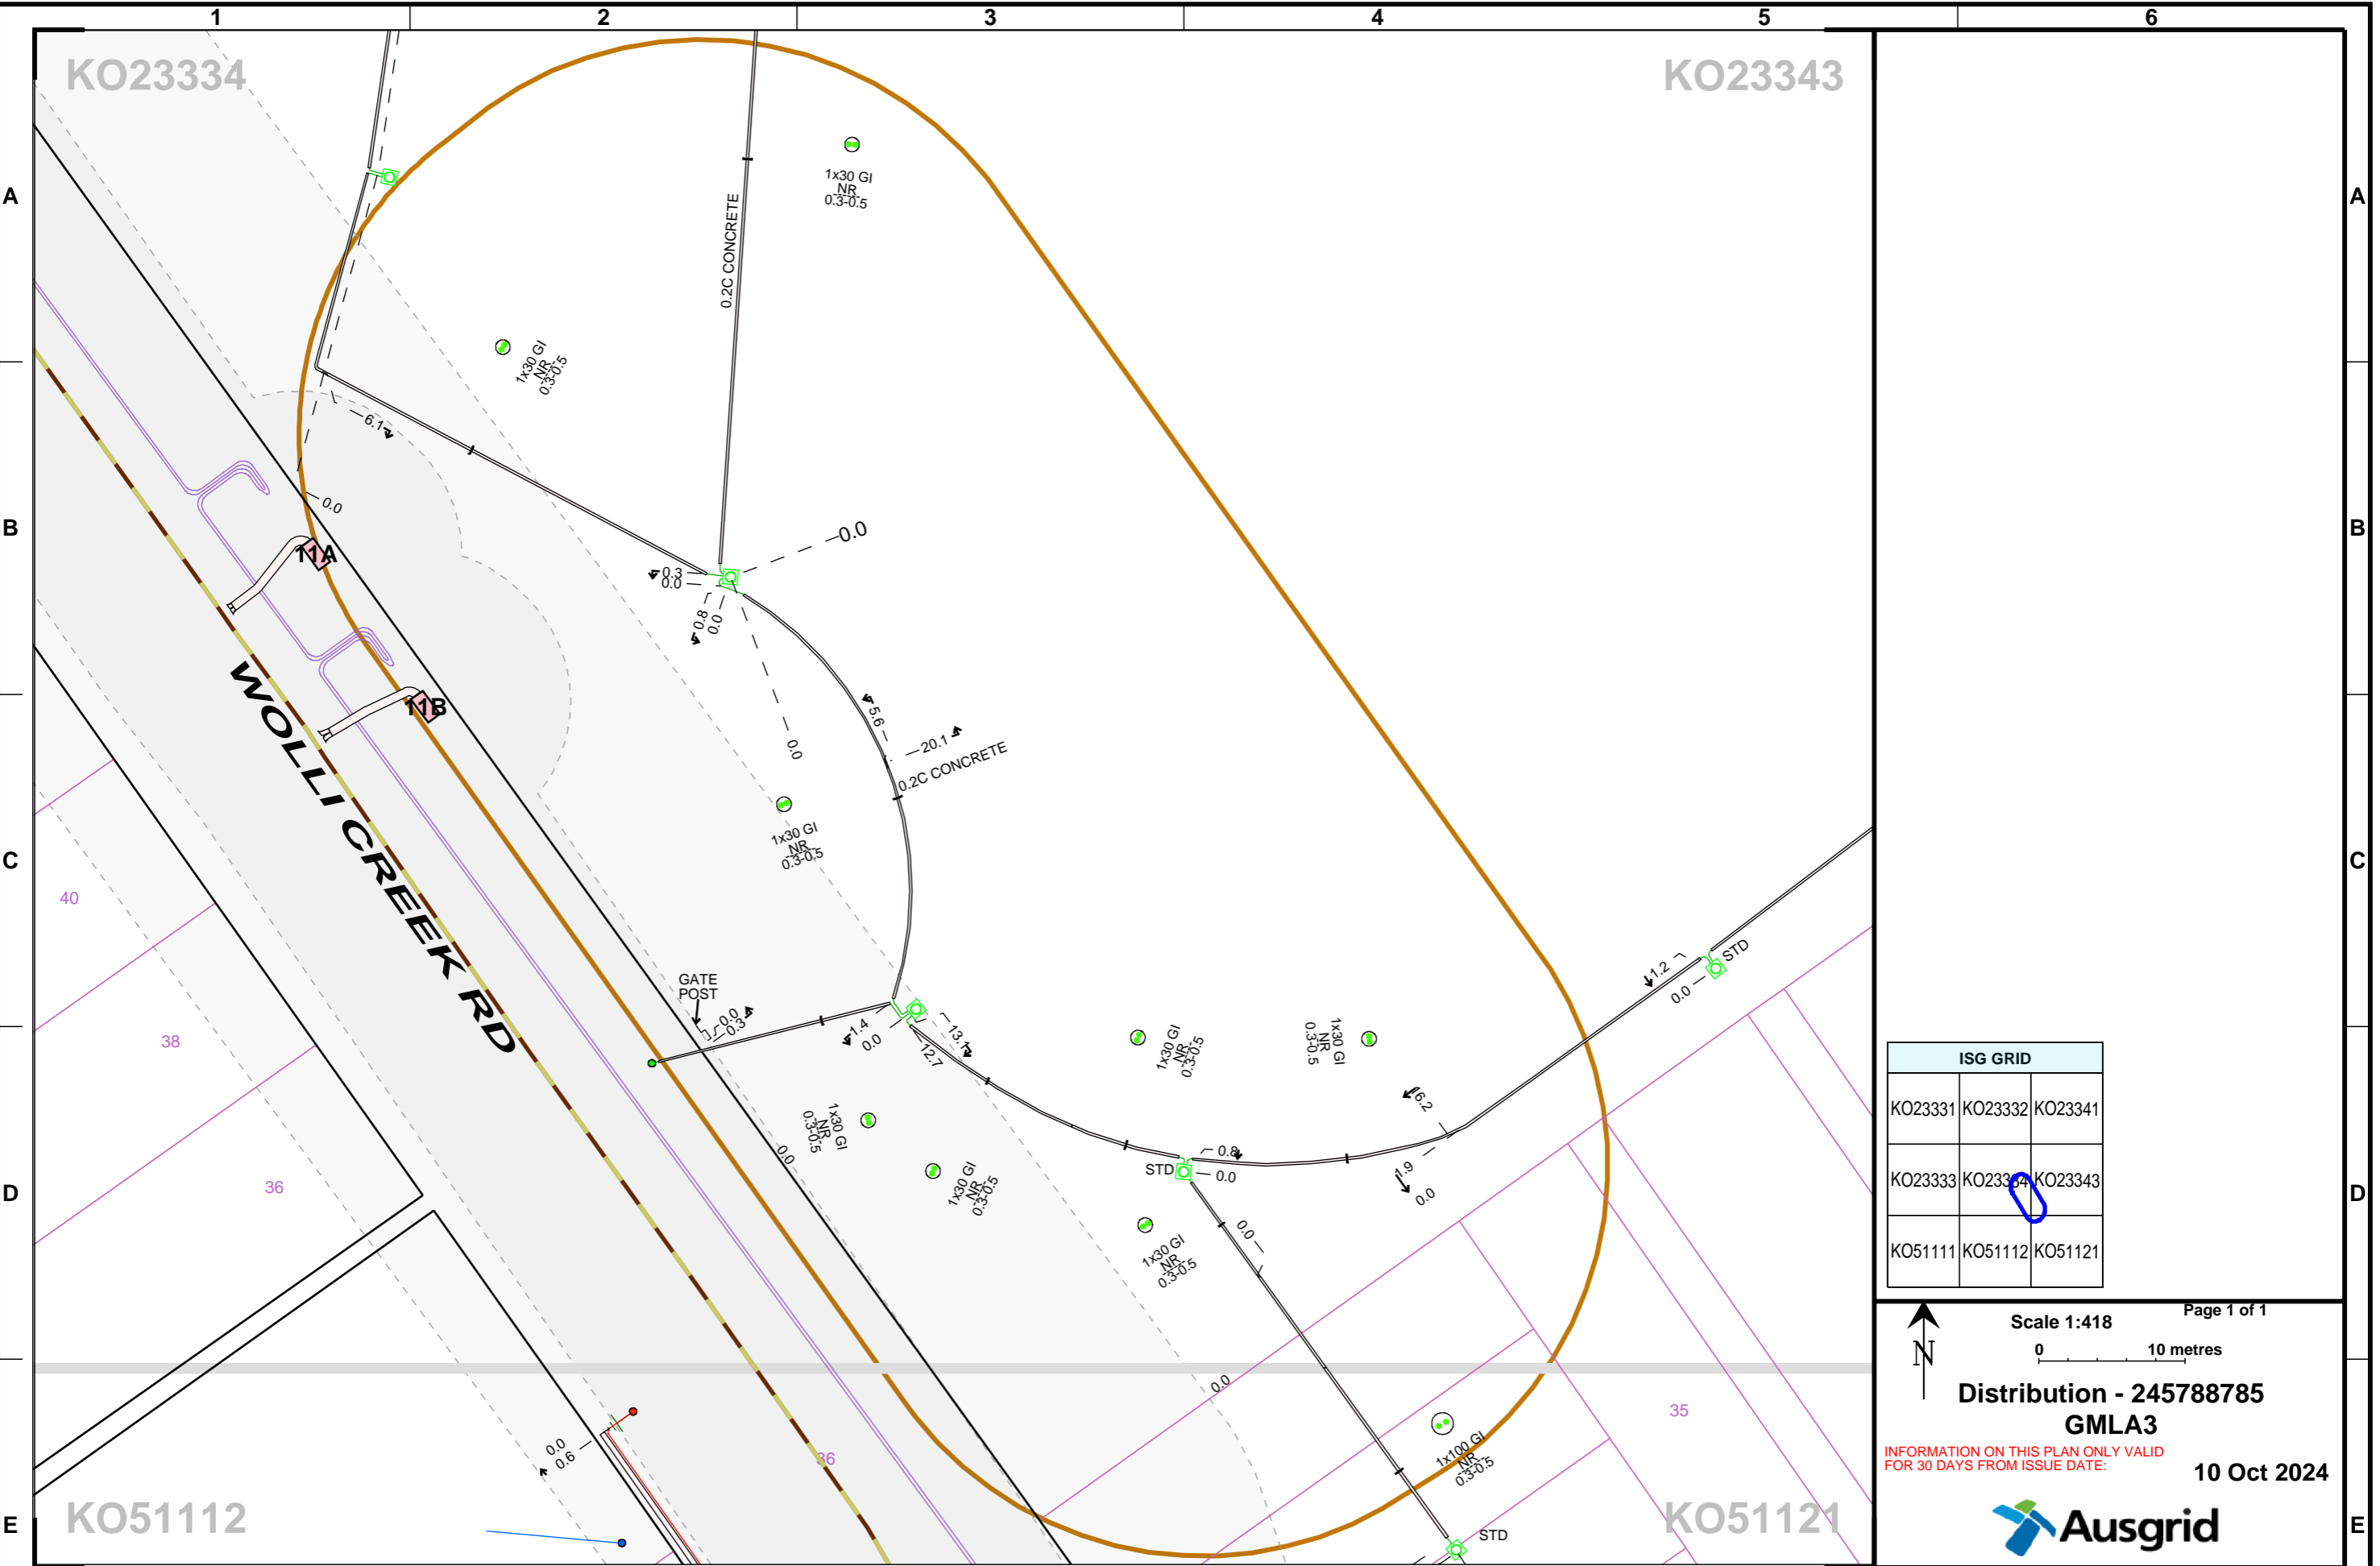 1 2 3 4 5 6
KO23334
KO23343
A
A
1x30 GI
NR
0.3-0.5
0.2C CONCRETE
1x30 GI
NR
0.3-0.5
6.1
0.0
B
B
0.0
11A
0.3
0.0
0.8
0.0
11B
5.6
20.1
0.0
0.2C CONCRETE
WOLLI CREEK RD
1x30 GI
NR
0.3-0.5
C
C
40
STD
1.2
0.0
GATE
POST
0.0
0.3
1.4
0.0
13.1
12.7
38
1x30 GI
NR
0.3-0.5
1x30 GI
NR
0.3-0.5
6.2
1x30 GI
NR
0.3-0.5
0.0
0.8
0.0
STD
1.9
0.0
36
1x30 GI
NR
0.3-0.5
D
D
0.0
1x30 GI
NR
0.3-0.5
0.0
35
0.0
0.6
36
1x100 GI
NR
0.3-0.5
KO51112
KO51121
STD
E
E
ISG GRID
KO23331 KO23332 KO23341
KO23333 KO23334 KO23343
KO51111 KO51112 KO51121
Page 1 of 1
Scale 1:418
N
0 10 metres
Distribution - 245788785
GMLA3
INFORMATION ON THIS PLAN ONLY VALID
FOR 30 DAYS FROM ISSUE DATE:
10 Oct 2024
Ausgrid